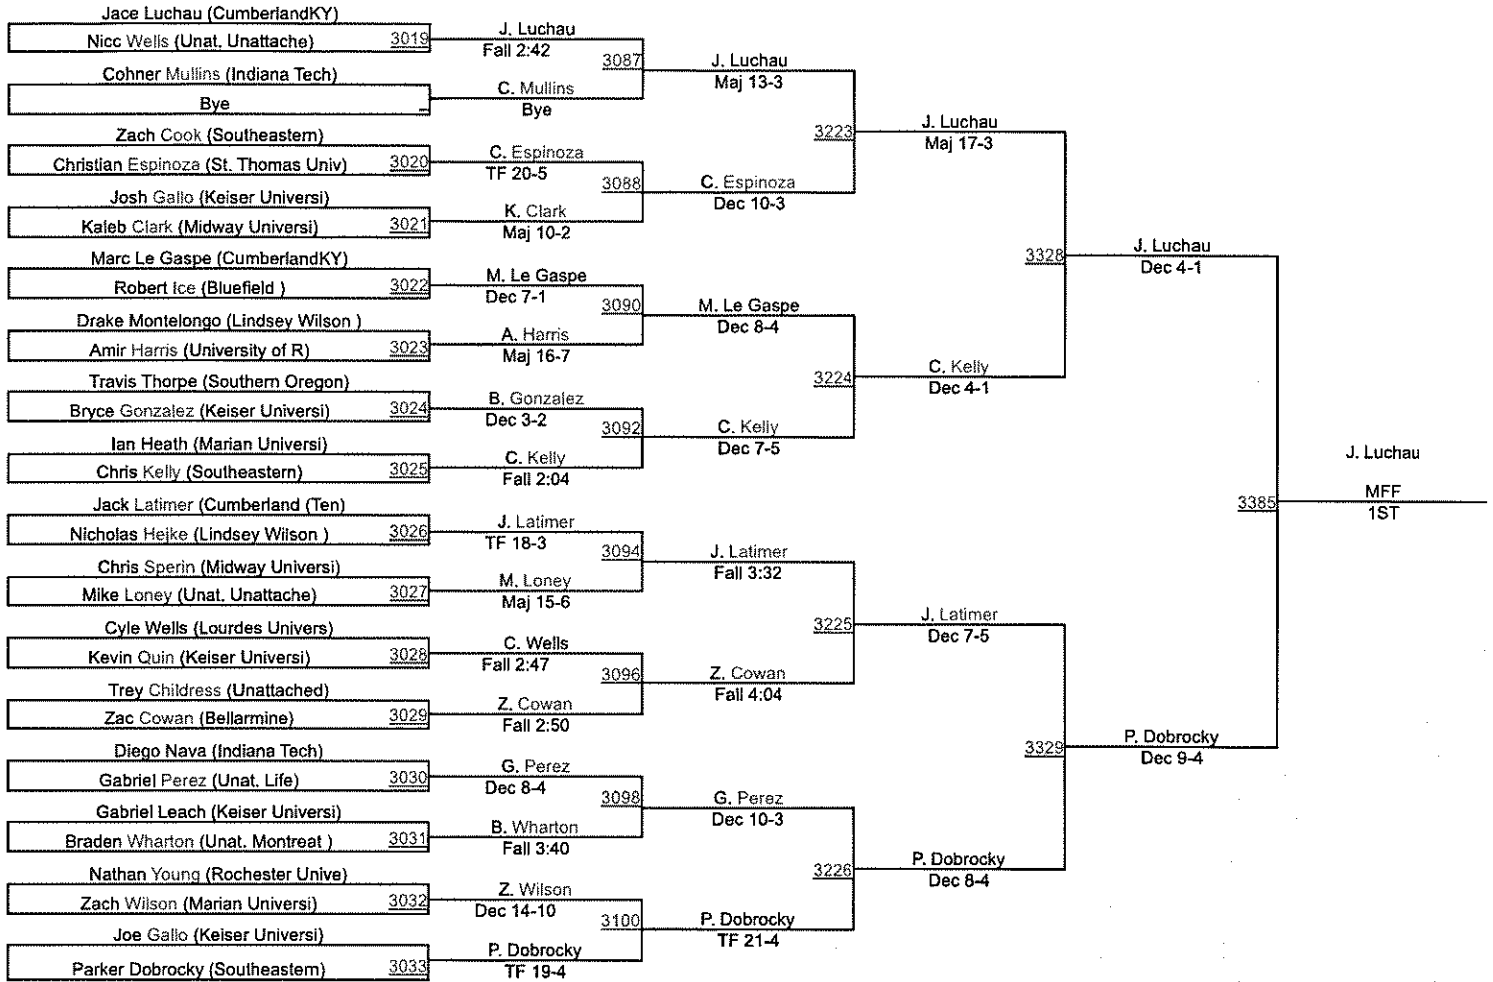 Jace Luchau (CumberlandKY)
Nicc Wells (Unat. Unattache) 3019
J. Luchau
Fall 2:42
3087
Cohner Mullins (Indiana Tech)
Bye
C. Mullins
Bye
J. Luchau
Maj 13-3
Zach Cook (Southeastern)
Christian Espinoza (St. Thomas Univ) 3020
C. Espinoza
TF 20-5
3088
Josh Gallo (Keiser Universi)
Kaleb Clark (Midway Universi) 3021
K. Clark
Maj 10-2
C. Espinoza
Dec 10-3
3223
J. Luchau
Maj 17-3
Marc Le Gaspe (CumberlandKY)
Robert Ice (Bluefield ) 3022
M. Le Gaspe
Dec 7-1
3090
Drake Montelongo (Lindsey Wilson )
Amir Harris (University of R) 3023
A. Harris
Maj 16-7
M. Le Gaspe
Dec 8-4
Travis Thorpe (Southern Oregon)
Bryce Gonzalez (Keiser Universi) 3024
B. Gonzalez
Dec 3-2
3092
Ian Heath (Marian Universi)
Chris Kelly (Southeastern) 3025
C. Kelly
Fall 2:04
C. Kelly
Dec 7-5
3224
C. Kelly
Dec 4-1
3328
J. Luchau
Dec 4-1
Jack Latimer (Cumberland (Ten)
Nicholas Hejke (Lindsey Wilson ) 3026
J. Latimer
TF 18-3
3094
Chris Sperin (Midway Universi)
Mike Loney (Unat. Unattache) 3027
M. Loney
Maj 15-6
J. Latimer
Fall 3:32
Cyle Wells (Lourdes Univers)
Kevin Quin (Keiser Universi) 3028
C. Wells
Fall 2:47
3096
Trey Childress (Unattached)
Zac Cowan (Bellarmine) 3029
Z. Cowan
Fall 2:50
Z. Cowan
Fall 4:04
3225
J. Latimer
Dec 7-5
Diego Nava (Indiana Tech)
Gabriel Perez (Unat. Life) 3030
G. Perez
Dec 8-4
3098
Gabriel Leach (Keiser Universi)
Braden Wharton (Unat. Montreat ) 3031
B. Wharton
Fall 3:40
G. Perez
Dec 10-3
Nathan Young (Rochester Unive)
Zach Wilson (Marian Universi) 3032
Z. Wilson
Dec 14-10
3100
Joe Gallo (Keiser Universi)
Parker Dobrocky (Southeastern) 3033
P. Dobrocky
TF 19-4
P. Dobrocky
TF 21-4
3226
P. Dobrocky
Dec 8-4
3329
P. Dobrocky
Dec 9-4
3385
J. Luchau
MFF
1ST